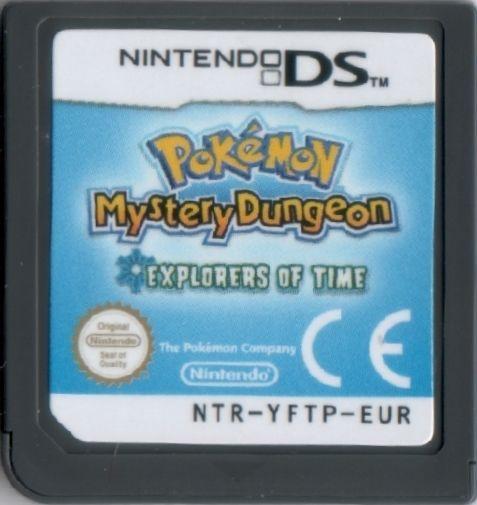 NINTENDO DS™
POKéMON
Mystery Dungeon
EXPLORERS OF TIME
Original
Nintendo
Seal of
Quality
The Pokémon Company
Nintendo
CE
NTR-YFTP-EUR